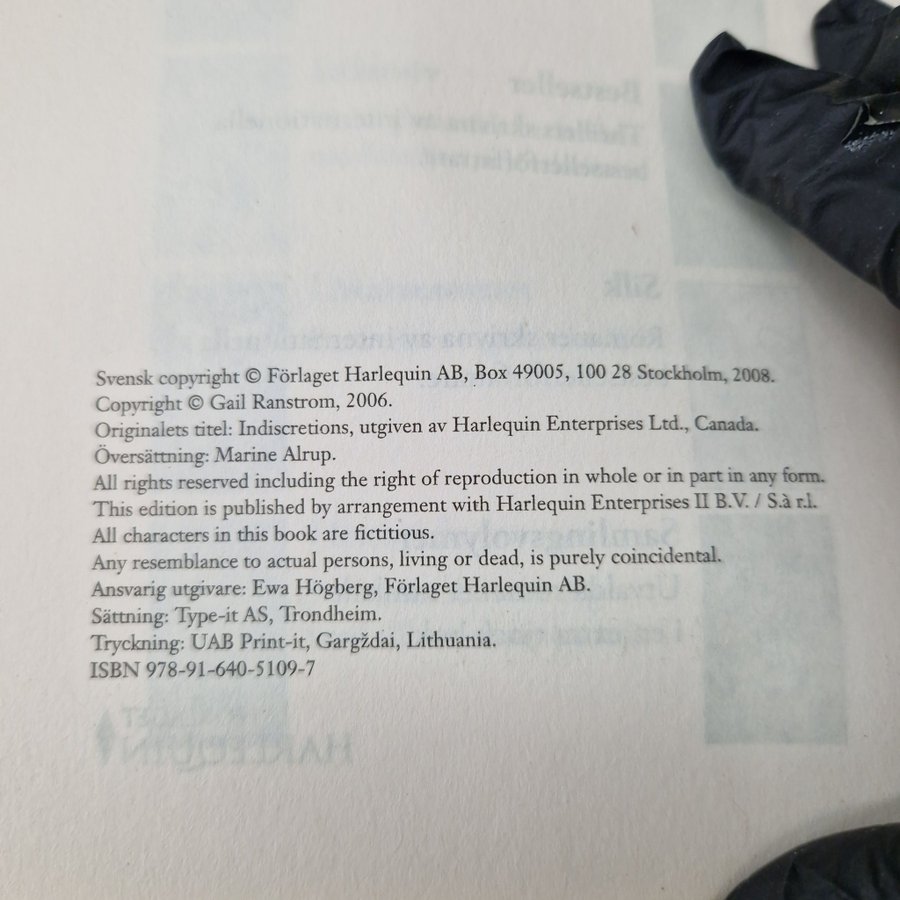 Svensk copyright © Förlaget Harlequin AB, Box 49005, 100 28 Stockholm, 2008.
Copyright © Gail Ranstrom, 2006.
Originalets titel: Indiscretions, utgiven av Harlequin Enterprises Ltd., Canada.
Översättning: Marine Alrup.
All rights reserved including the right of reproduction in whole or in part in any form.
This edition is published by arrangement with Harlequin Enterprises II B.V. / S.à r.l.
All characters in this book are fictitious.
Any resemblance to actual persons, living or dead, is purely coincidental.
Ansvarig utgivare: Ewa Högberg, Förlaget Harlequin AB.
Sättning: Type-it AS, Trondheim.
Tryckning: UAB Print-it, Gargždai, Lithuania.
ISBN 978-91-640-5109-7